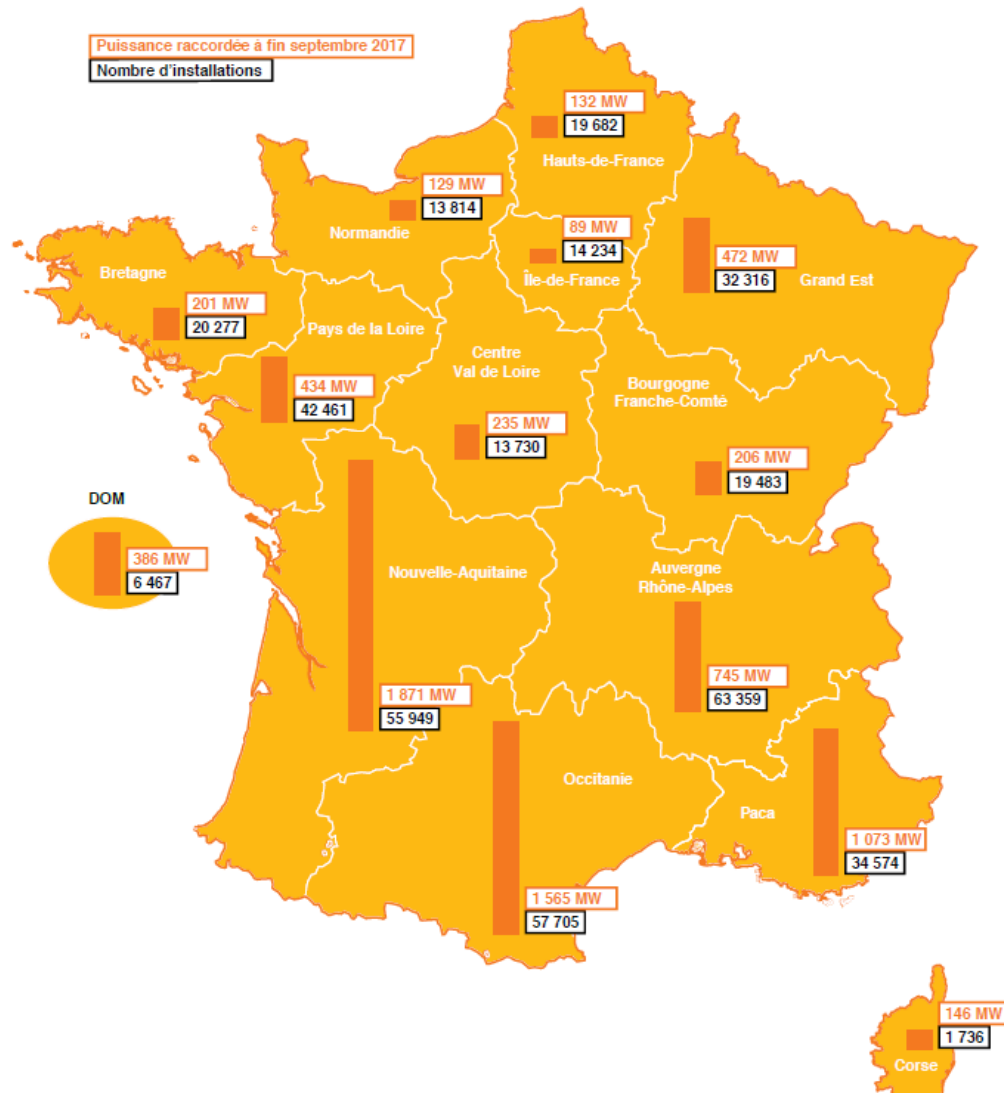 Puissance raccordée à fin septembre 2017
Nombre d'installations
132 MW
19 682
Hauts-de-France
129 MW
13 814
Normandie
89 MW
14 234
Île-de-France
472 MW
32 316
Grand Est
Bretagne
201 MW
20 277
Pays de la Loire
434 MW
42 461
Centre
Val de Loire
235 MW
13 730
Bourgogne
Franche-Comté
206 MW
19 483
DOM
386 MW
6 467
Nouvelle-Aquitaine
1 871 MW
55 949
Auvergne
Rhône-Alpes
745 MW
63 359
Occitanie
1 565 MW
57 705
Paca
1 073 MW
34 574
146 MW
1 736
Corse